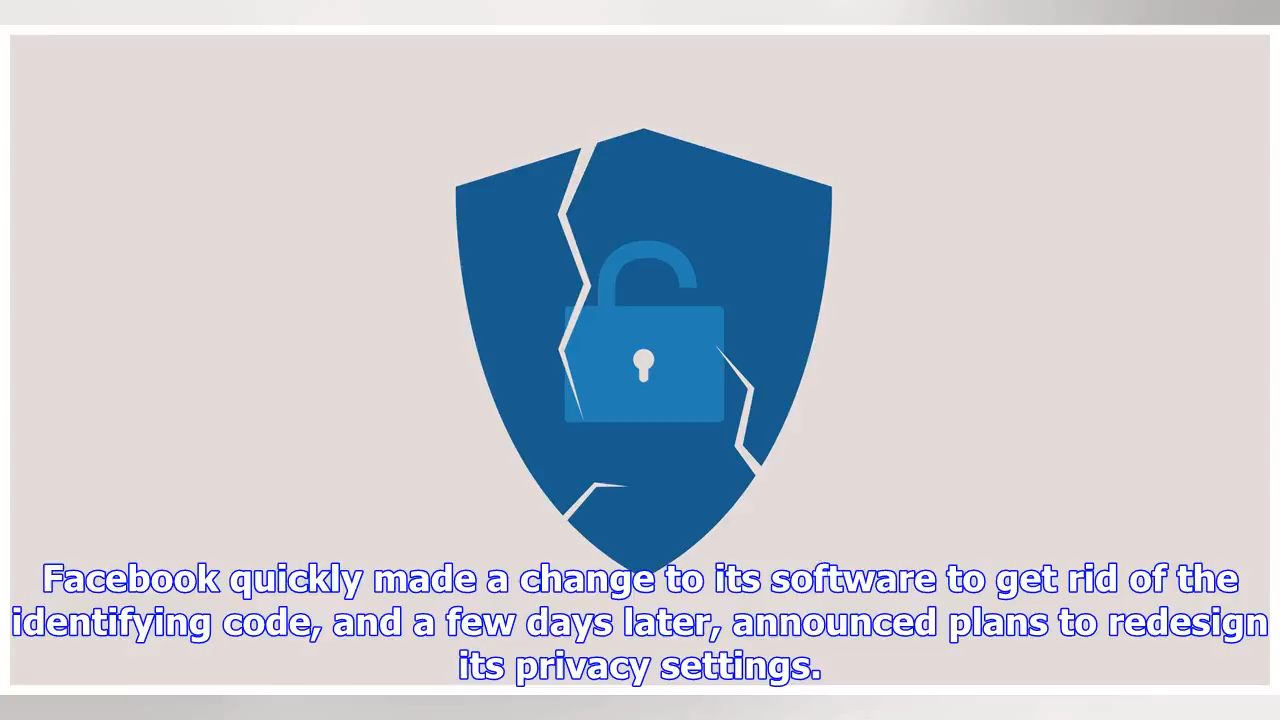 Facebook quickly made a change to its software to get rid of the
identifying code, and a few days later, announced plans to redesign
its privacy settings.